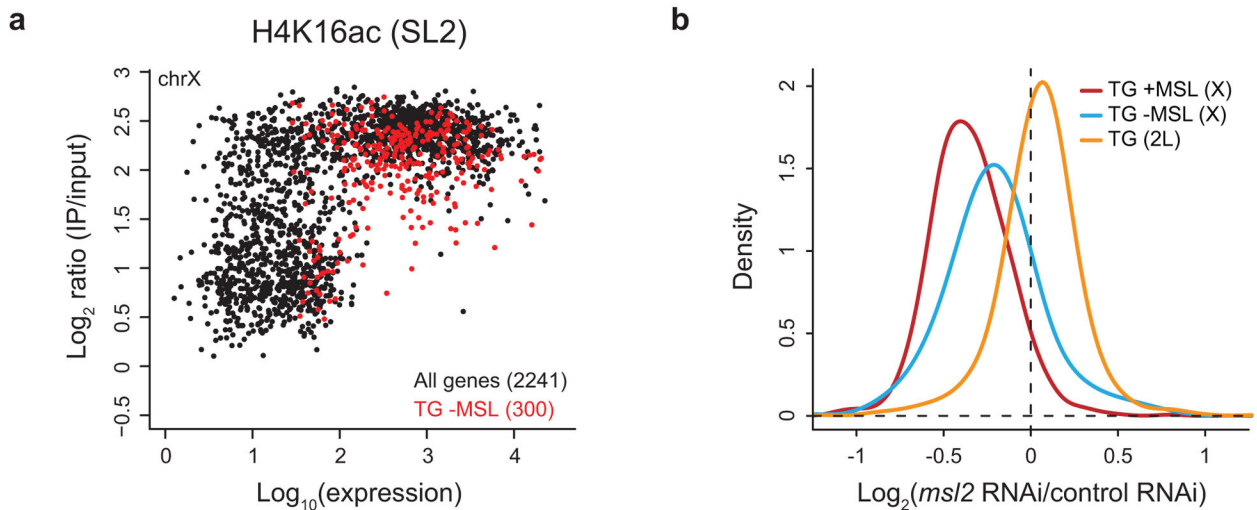 a
H4K16ac (SL2)
chrX
Log2 ratio (IP/input)
3
2.5
2
1.5
1
0.5
0
−0.5
All genes (2241)
TG -MSL (300)
0 1 2 3 4
Log10(expression)
b
TG +MSL (X)
TG -MSL (X)
TG (2L)
Density
2
1.5
1
0.5
0
-1 -0.5 0 0.5 1
Log2(msl2 RNAi/control RNAi)